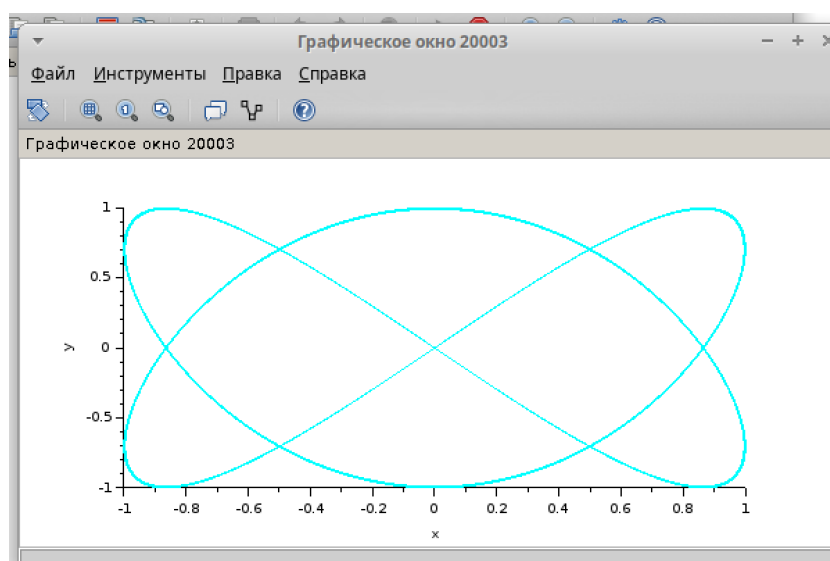 Графическое окно 20003
Файл Инструменты Правка Справка
Графическое окно 20003
1
0.5
0
-0.5
-1
y
-1 -0.8 -0.6 -0.4 -0.2 0 0.2 0.4 0.6 0.8 1
x